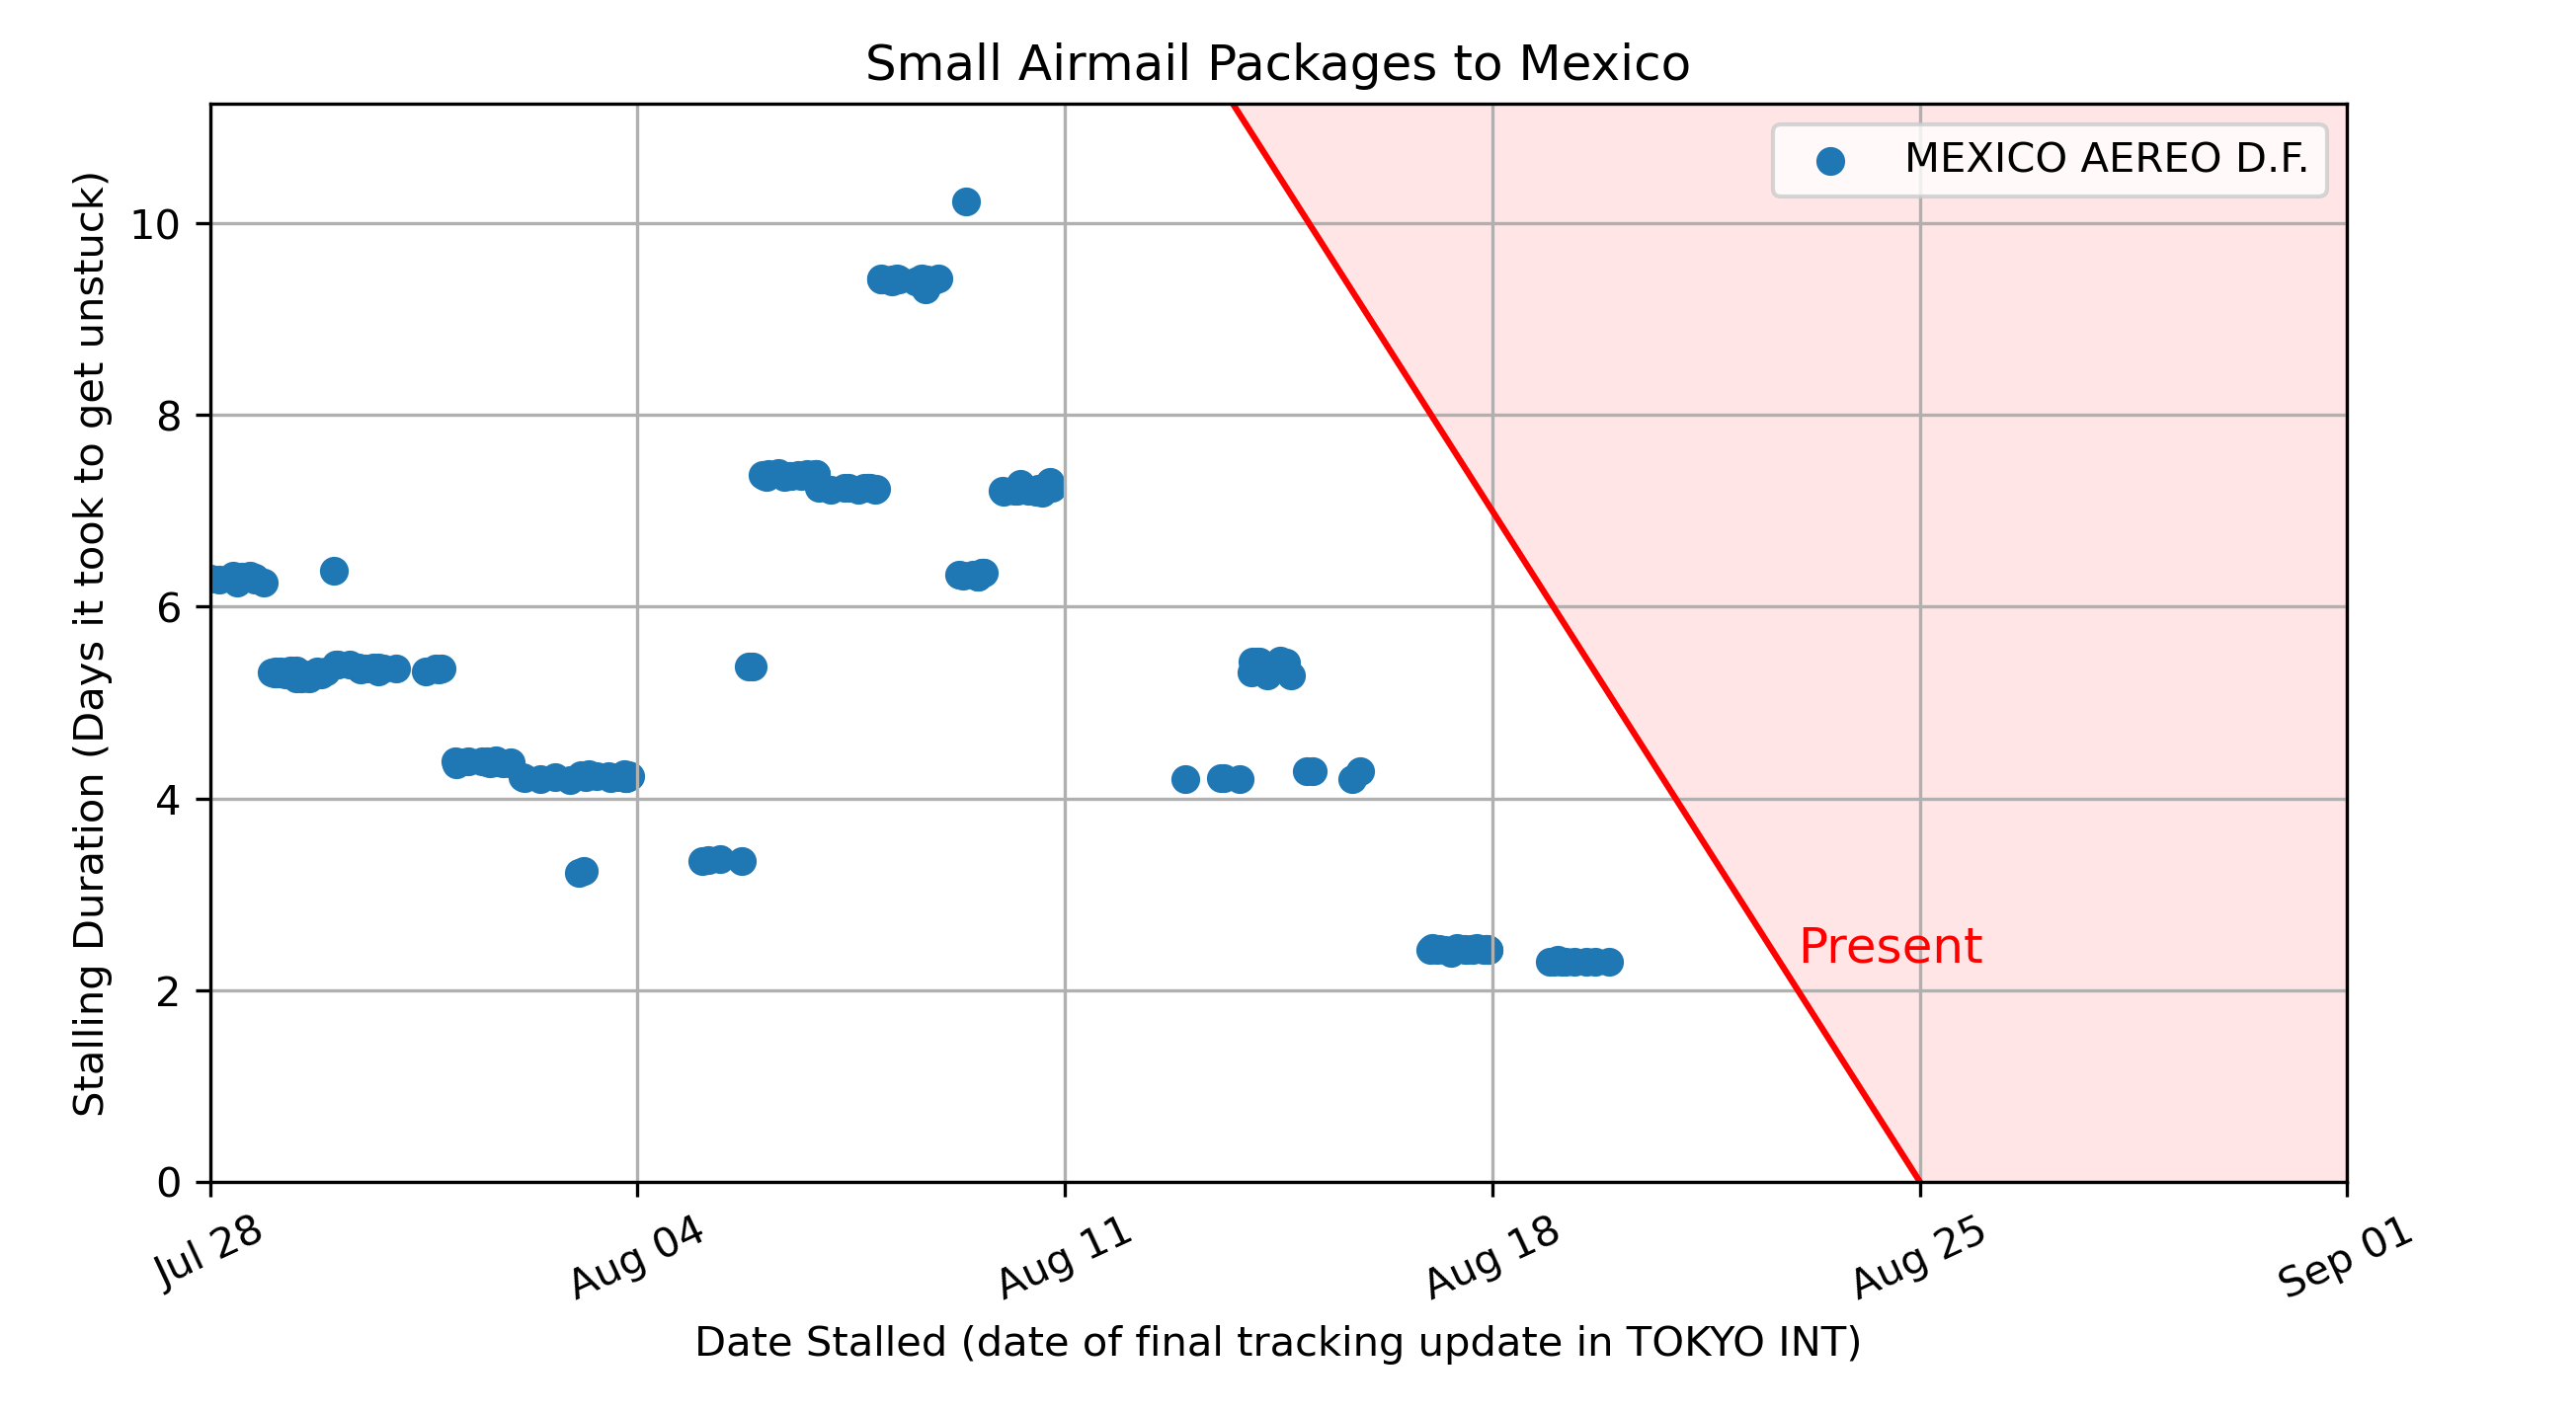 Small Airmail Packages to Mexico
MEXICO AEREO D.F.
Stalling Duration (Days it took to get unstuck)
10
8
6
4
2
0
Present
Jul 28
Aug 04
Aug 11
Aug 18
Aug 25
Sep 01
Date Stalled (date of final tracking update in TOKYO INT)